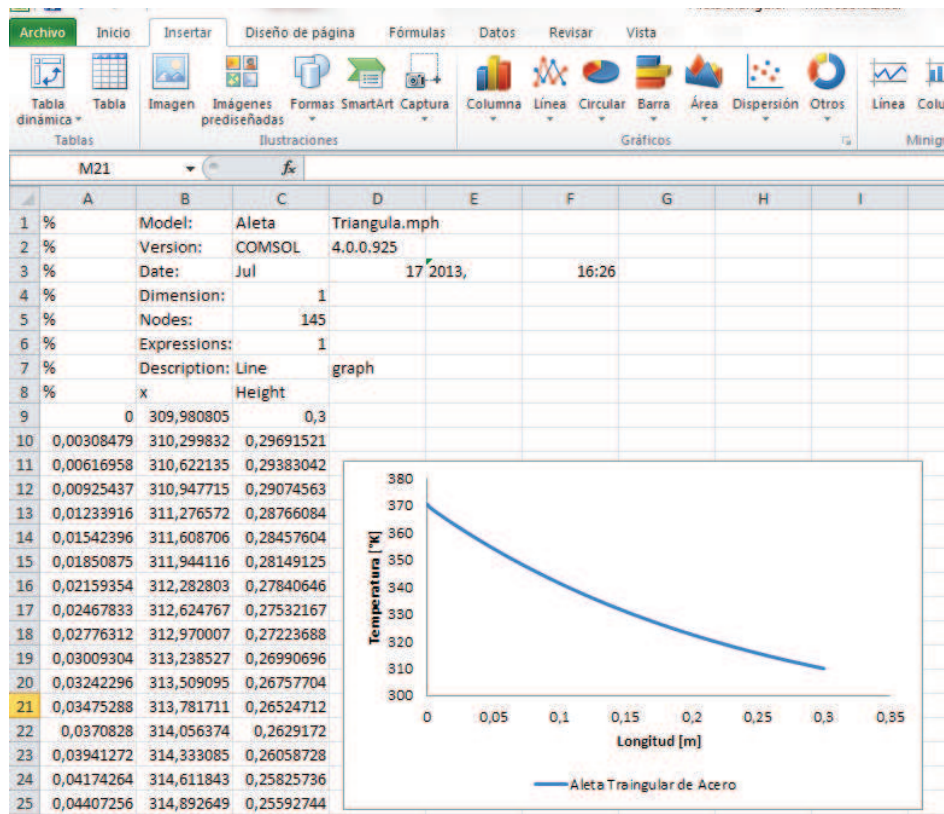 Archivo Inicio Insertar Diseño de página Fórmulas Datos Revisar Vista
Tabla dinámica Tabla Imagen Imágenes prediseñadas Formas SmartArt Captura Columna Línea Circular Barra Área Dispersión Otros Línea
Tablas Ilustraciones Gráficos
M21 fx
A B C D E F G H I
1 % Model: Aleta Triangula.mph
2 % Version: COMSOL 4.0.0.925
3 % Date: Jul 17 2013, 16:26
4 % Dimension: 1
5 % Nodes: 145
6 % Expressions: 1
7 % Description: Line graph
8 % x Height
9 0 309,980805 0,3
10 0,00308479 310,299832 0,29691521
11 0,00616958 310,622135 0,29383042
12 0,00925437 310,947715 0,29074563
13 0,01233916 311,276572 0,28766084
14 0,01542396 311,608706 0,28457604
15 0,01850875 311,944116 0,28149125
16 0,02159354 312,282803 0,27840646
17 0,02467833 312,624767 0,27532167
18 0,02776312 312,970007 0,27223688
19 0,03009304 313,238527 0,26990696
20 0,03242296 313,509095 0,26757704
21 0,03475288 313,781711 0,26524712
22 0,0370828 314,056374 0,2629172
23 0,03941272 314,333085 0,26058728
24 0,04174264 314,611843 0,25825736
25 0,04407256 314,892649 0,25592744
Temperatura [°K]
380
370
360
350
340
330
320
310
300
0 0,05 0,1 0,15 0,2 0,25 0,3 0,35
Longitud [m]
Aleta Traingular de Acero